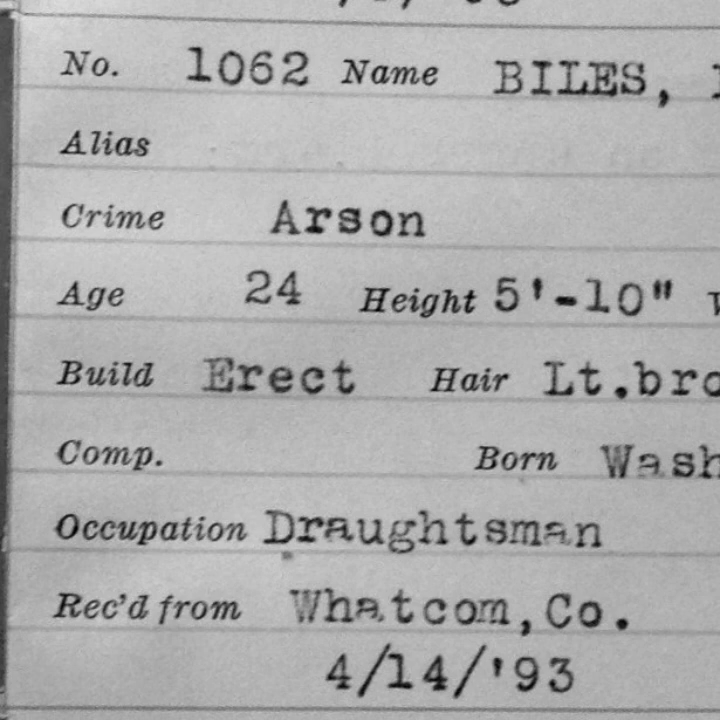 No. 1062 Name BILES,
Alias
Crime Arson
Age 24 Height 5'-10"
Build Erect Hair Lt.bro
Comp. Born Wash
Occupation Draughtsman
Rec'd from Whatcom,Co.
4/14/'93